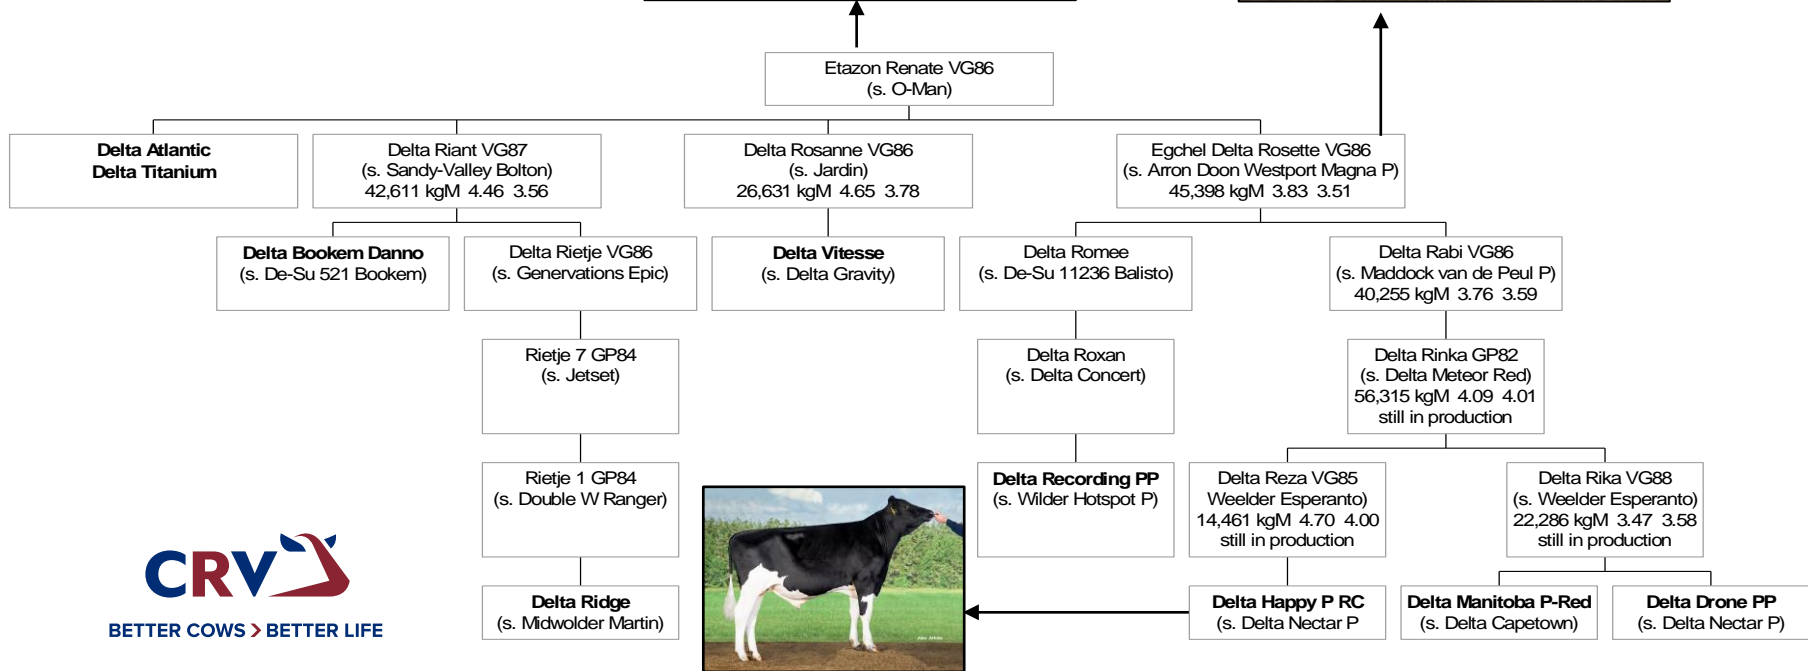 Etazon Renate VG86
(s. O-Man)
Delta Atlantic
Delta Titanium
Delta Riant VG87
(s. Sandy-Valley Bolton)
42,611 kgM 4.46 3.56
Delta Rosanne VG86
(s. Jardin)
26,631 kgM 4.65 3.78
Egchel Delta Rosette VG86
(s. Arron Doon Westport Magna P)
45,398 kgM 3.83 3.51
Delta Bookem Danno
(s. De-Su 521 Bookem)
Delta Rietje VG86
(s. Genervations Epic)
Delta Vitesse
(s. Delta Gravity)
Delta Romee
(s. De-Su 11236 Balisto)
Delta Rabi VG86
(s. Maddock van de Peul P)
40,255 kgM 3.76 3.59
Rietje 7 GP84
(s. Jetset)
Delta Roxan
(s. Delta Concert)
Delta Rinka GP82
(s. Delta Meteor Red)
56,315 kgM 4.09 4.01
still in production
Rietje 1 GP84
(s. Double W Ranger)
Delta Recording PP
(s. Wilder Hotspot P)
Delta Reza VG85
Weelder Esperanto)
14,461 kgM 4.70 4.00
still in production
Delta Rika VG88
(s. Weelder Esperanto)
22,286 kgM 3.47 3.58
still in production
Delta Ridge
(s. Midwolder Martin)
Delta Happy P RC
(s. Delta Nectar P
Delta Manitoba P-Red
(s. Delta Capetown)
Delta Drone PP
(s. Delta Nectar P)
CRV
BETTER COWS > BETTER LIFE